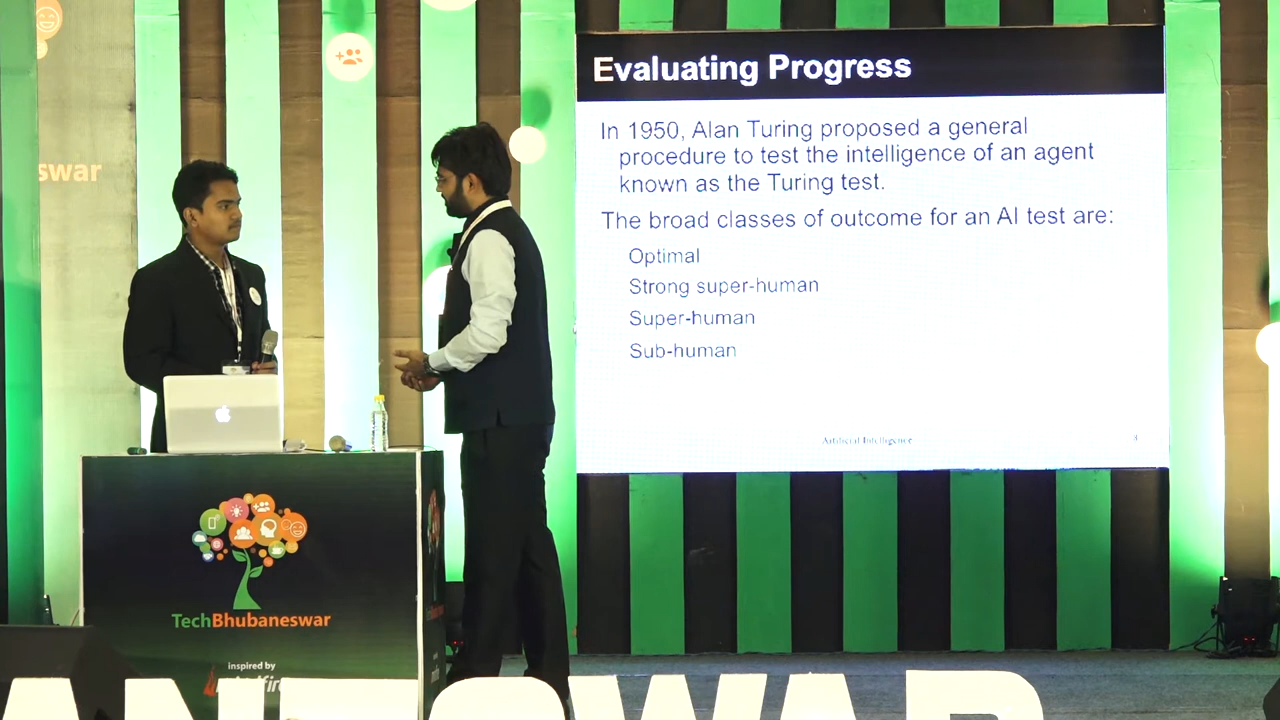 Evaluating Progress
In 1950, Alan Turing proposed a general
procedure to test the intelligence of an agent
known as the Turing test.
The broad classes of outcome for an AI test are:
Optimal
Strong super-human
Super-human
Sub-human
Artificial Intelligence
swar
TechBhubaneswar
inspired by